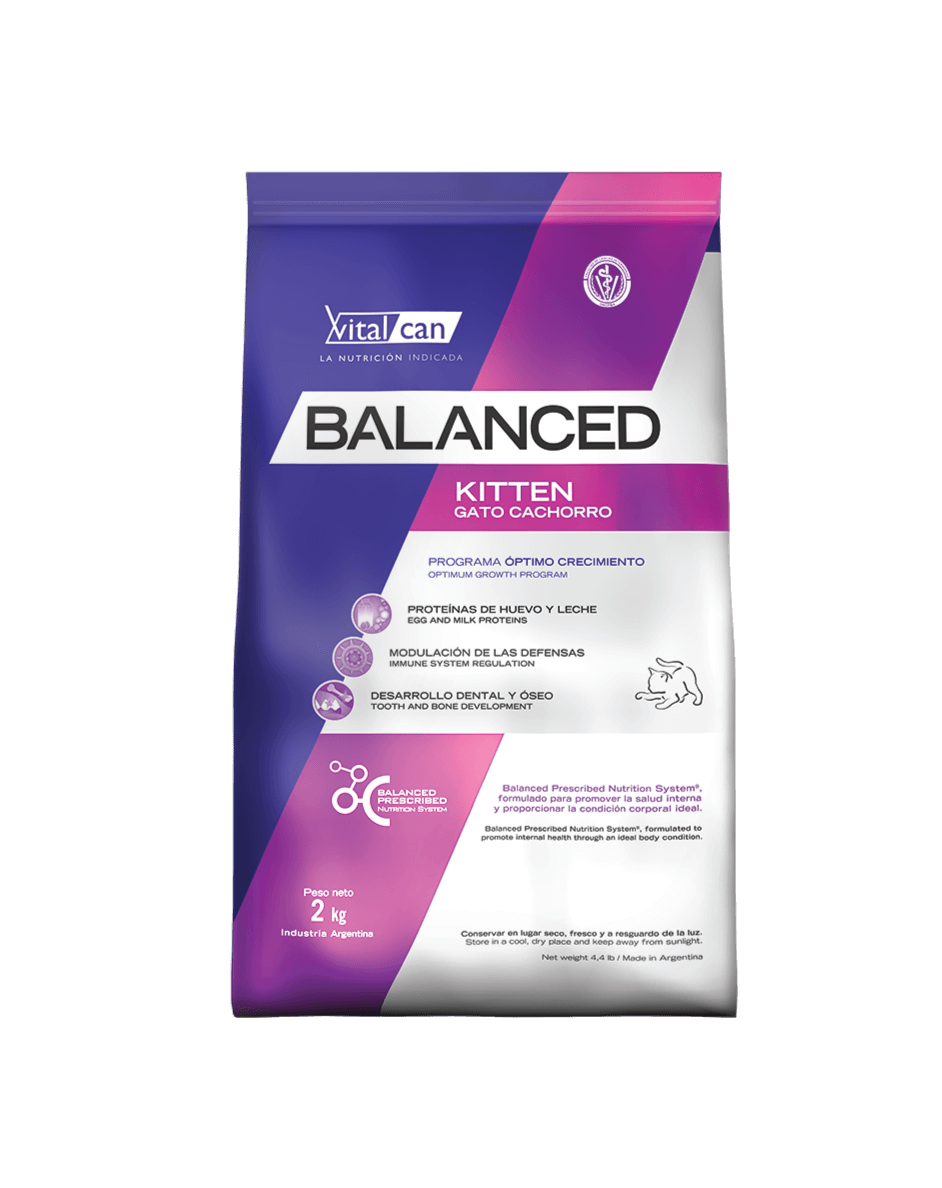 Vital can
LA NUTRICIÓN INDICADA
BALANCED
KITTEN
GATO CACHORRO
PROGRAMA ÓPTIMO CRECIMIENTO
OPTIMUM GROWTH PROGRAM
PROTEÍNAS DE HUEVO Y LECHE
EGG AND MILK PROTEINS
MODULACIÓN DE LAS DEFENSAS
IMMUNE SYSTEM REGULATION
DESARROLLO DENTAL Y ÓSEO
TOOTH AND BONE DEVELOPMENT
BALANCED
PRESCRIBED
NUTRITION SYSTEM
Balanced Prescribed Nutrition System®,
formulado para promover la salud interna
y proporcionar la condición corporal ideal.
Balanced Prescribed Nutrition System®, formulated to
promote internal health through an ideal body condition.
Peso neto
2 kg
Industria Argentina
Conservar en lugar seco, fresco y a resguardo de la luz.
Store in a cool, dry place and keep away from sunlight.
Net weight 4,4 lb / Made in Argentina